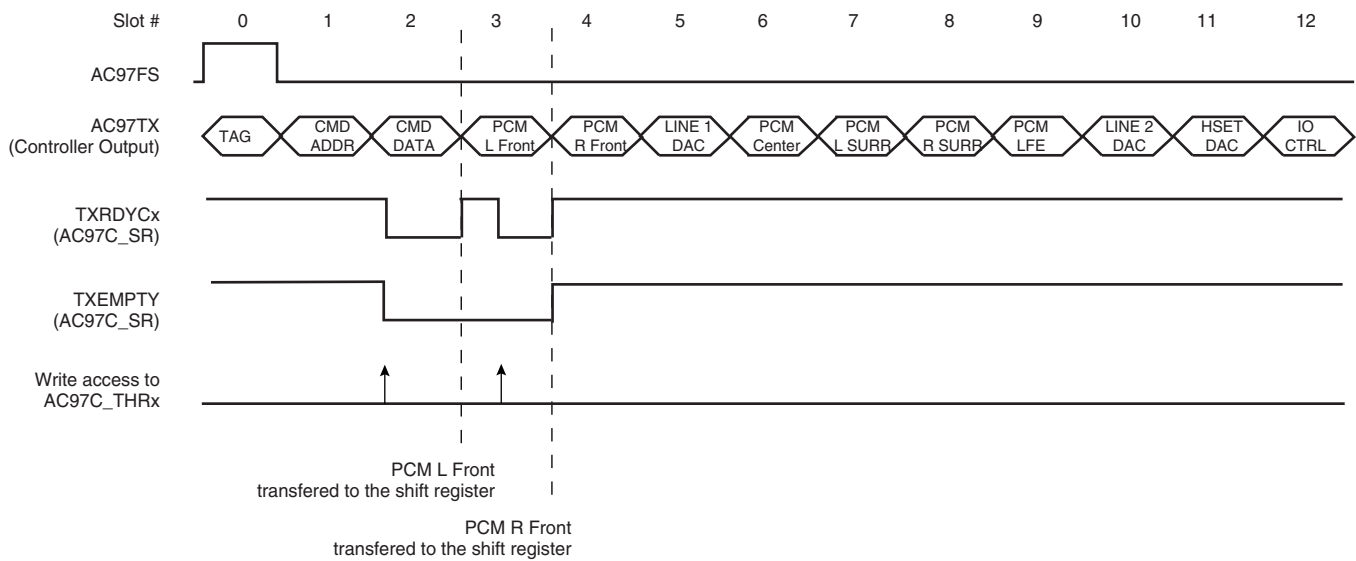 Slot # 0 1 2 3 4 5 6 7 8 9 10 11 12
AC97FS
AC97TX
(Controller Output)
TAG
CMD
ADDR
CMD
DATA
PCM
L Front
PCM
R Front
LINE 1
DAC
PCM
Center
PCM
L SURR
PCM
R SURR
PCM
LFE
LINE 2
DAC
HSET
DAC
IO
CTRL
TXRDYCx
(AC97C_SR)
TXEMPTY
(AC97C_SR)
Write access to
AC97C_THRx
PCM L Front
transfered to the shift register
PCM R Front
transfered to the shift register